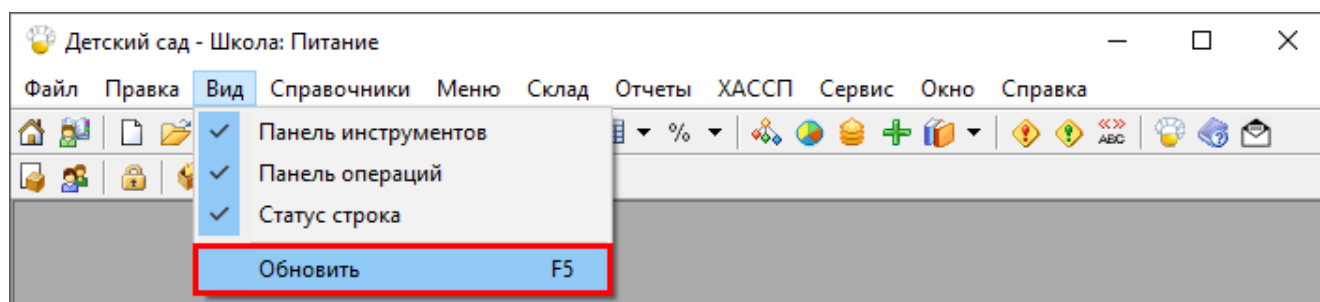 Детский сад - Школа: Питание
Файл Правка Вид Справочники Меню Склад Отчеты ХАССП Сервис Окно Справка
Панель инструментов
%
«» ABC
Панель операций
Статус строка
Обновить F5